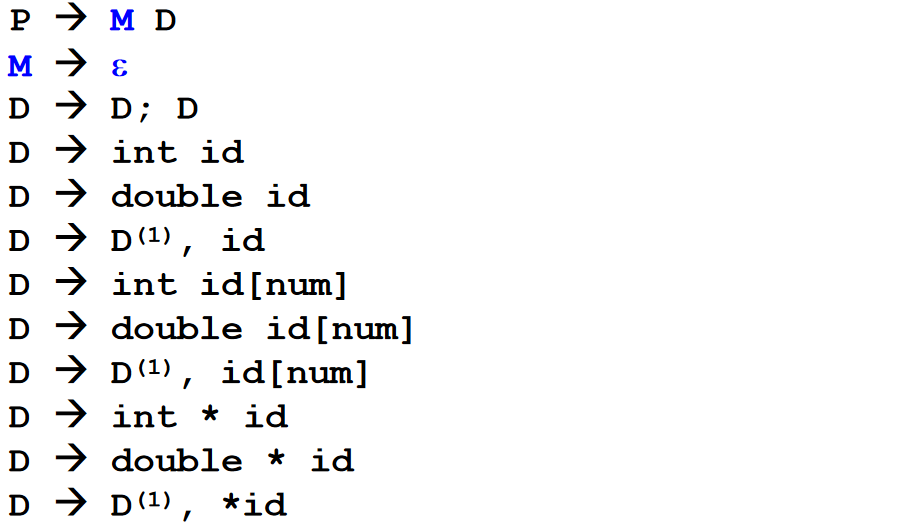 P → M D
M → ε
D → D; D
D → int id
D → double id
D → D⁽¹⁾, id
D → int id[num]
D → double id[num]
D → D⁽¹⁾, id[num]
D → int * id
D → double * id
D → D⁽¹⁾, *id